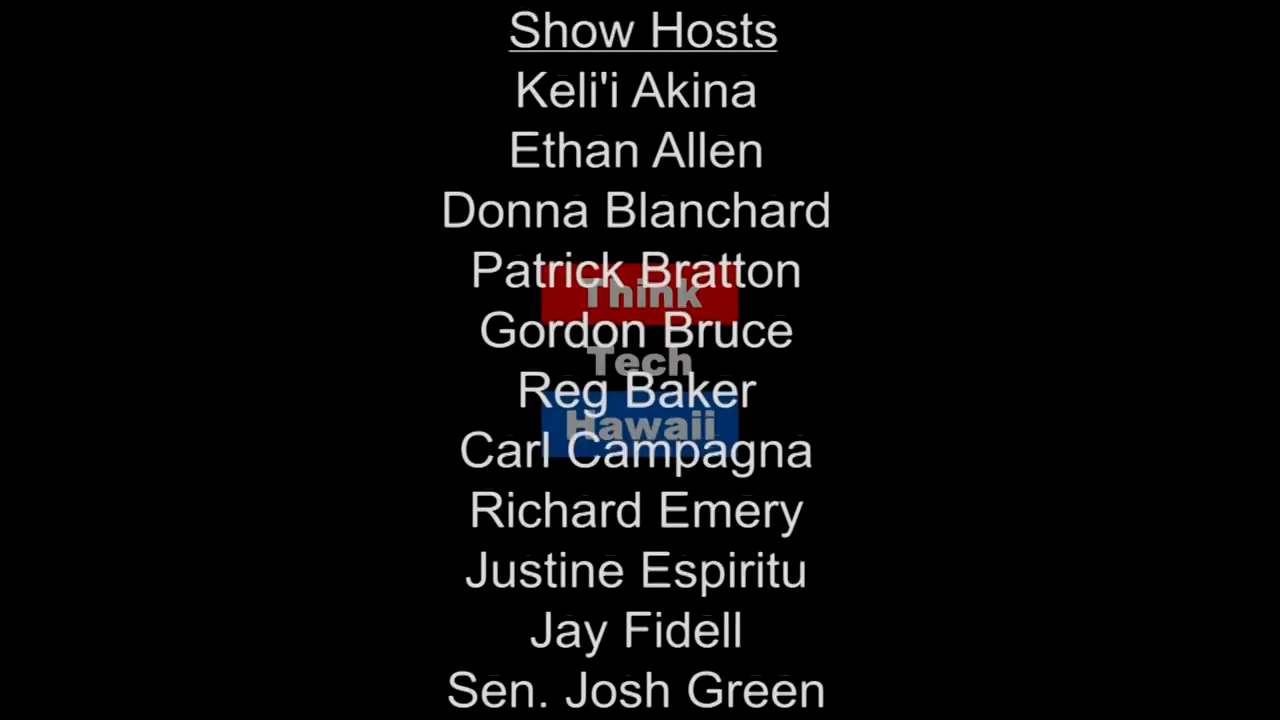 Show Hosts
Keli'i Akina
Ethan Allen
Donna Blanchard
Patrick Bratton
Think
Gordon Bruce
Tech
Reg Baker
Hawaii
Carl Campagna
Richard Emery
Justine Espiritu
Jay Fidell
Sen. Josh Green